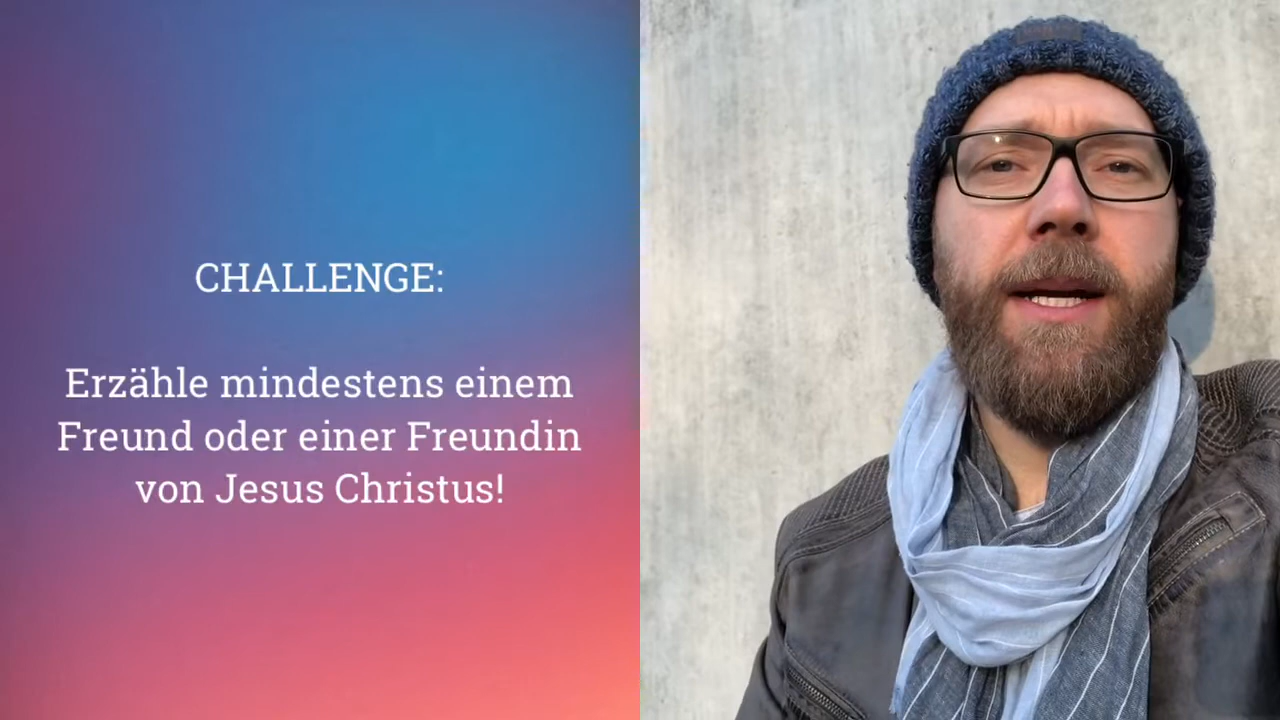 CHALLENGE:
Erzähle mindestens einem
Freund oder einer Freundin
von Jesus Christus!